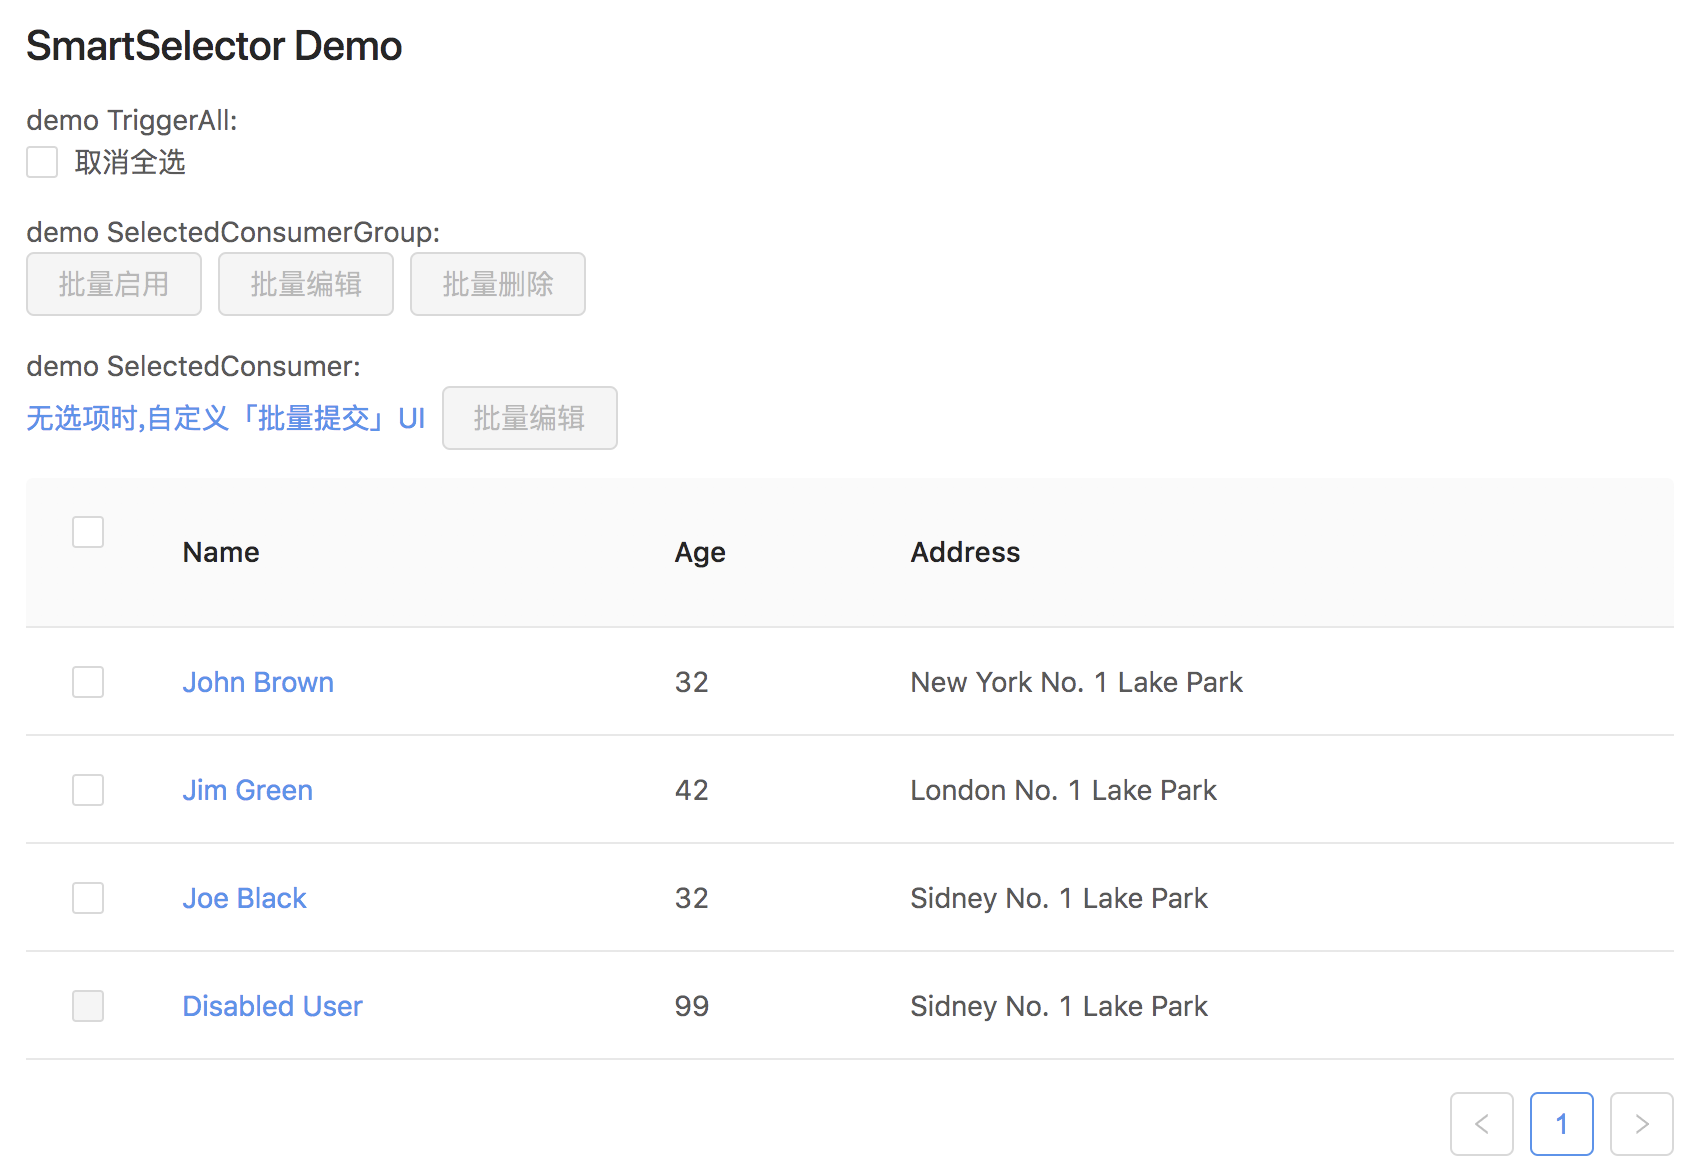 SmartSelector Demo
demo TriggerAll:
取消全选
demo SelectedConsumerGroup:
批量启用 批量编辑 批量删除
demo SelectedConsumer:
无选项时,自定义「批量提交」UI 批量编辑
Name Age Address
John Brown 32 New York No. 1 Lake Park
Jim Green 42 London No. 1 Lake Park
Joe Black 32 Sidney No. 1 Lake Park
Disabled User 99 Sidney No. 1 Lake Park
< 1 >